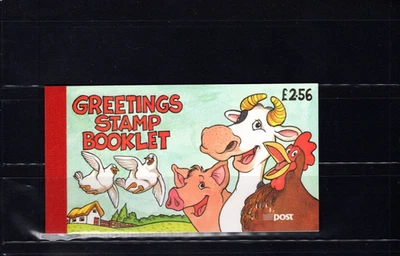 GREETINGS
STAMP
BOOKLET
£2·56
post